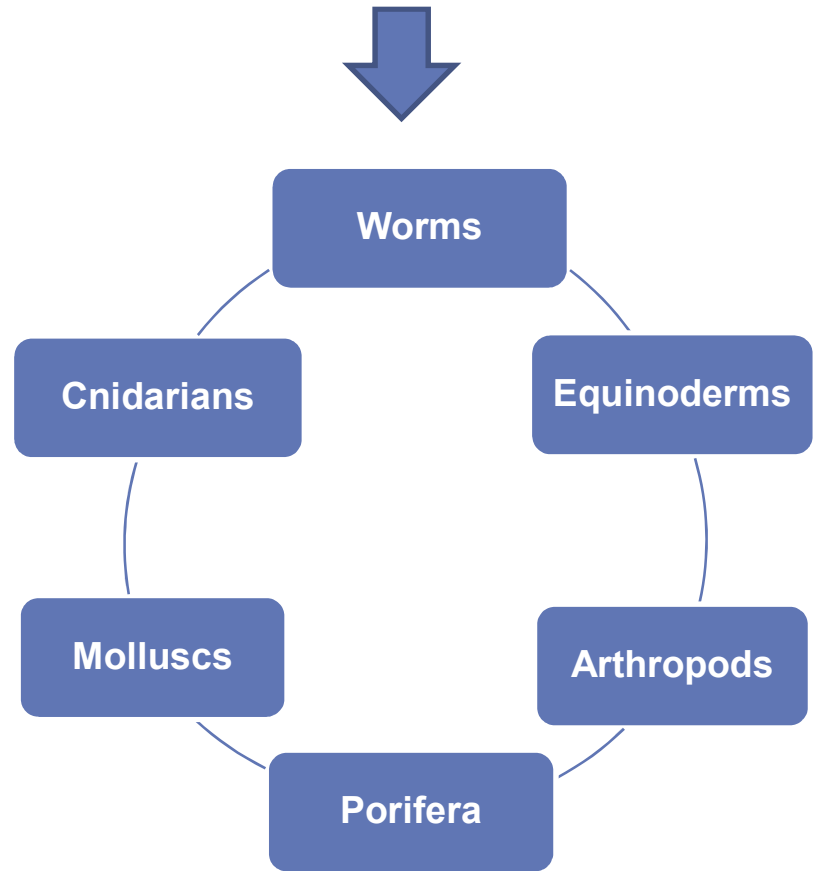 Worms
Cnidarians
Equinoderms
Molluscs
Arthropods
Porifera